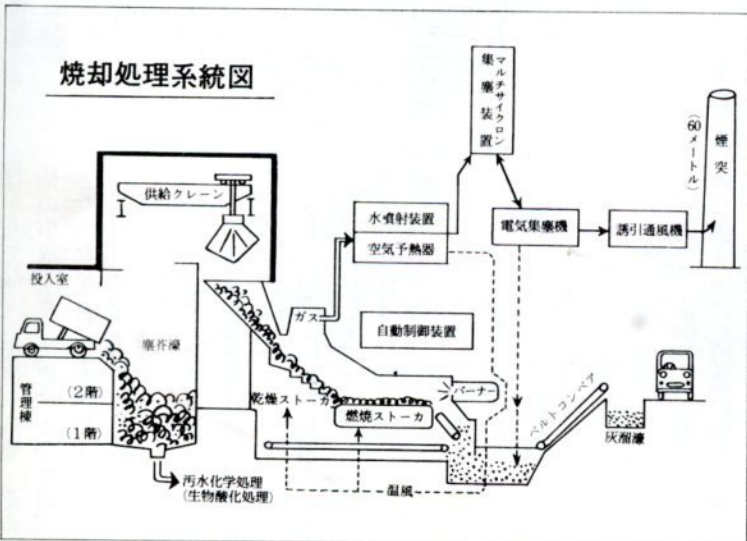 焼却処理系統図
マルチサイクロン
集塵装置
煙突
(60メートル)
供給クレーン
水噴射装置
空気予熱器
電気集塵機
誘引通風機
投入室
ガス
自動制御装置
塵芥濠
管理棟
(2階)
(1階)
乾燥ストーカ
燃焼ストーカ
バーナー
ベルトコンベア
灰溜濠
汚水化学処理
(生物酸化処理)
温風